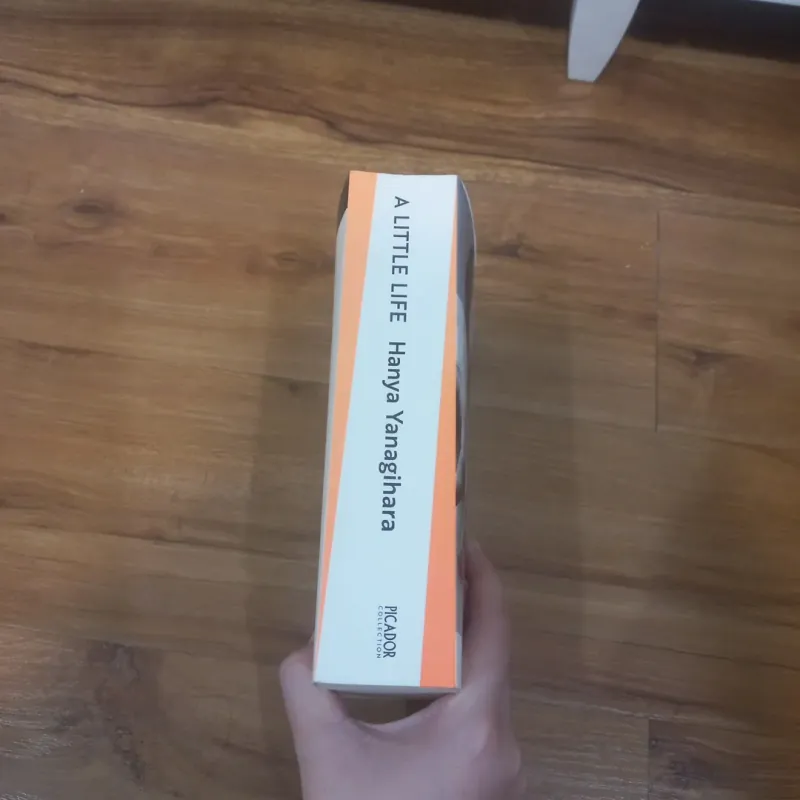 A LITTLE LIFE Hanya Yanagihara
PICADOR
COLLECTION